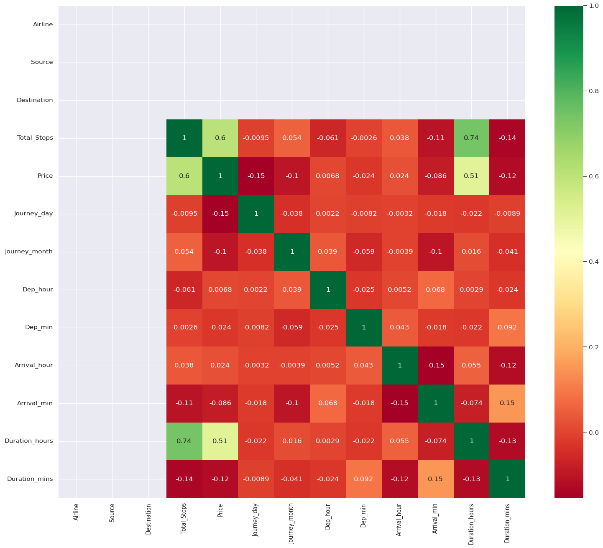 Airline
Source
Destination
Total_Stops 1 0.6 -0.0095 0.054 -0.061 -0.0026 0.038 -0.11 0.74 -0.14
Price 0.6 1 -0.15 -0.1 0.0068 -0.024 0.024 -0.086 0.51 -0.12
Journey_day -0.0095 -0.15 1 -0.038 0.0022 -0.0082 -0.0032 -0.018 -0.022 -0.0089
Journey_month 0.054 -0.1 -0.038 1 0.039 -0.059 -0.0039 -0.1 0.016 -0.041
Dep_hour -0.061 0.0068 0.0022 0.039 1 -0.025 0.0052 0.068 0.0029 -0.024
Dep_min -0.0026 -0.024 -0.0082 -0.059 -0.025 1 0.043 -0.018 -0.022 0.092
Arrival_hour 0.038 0.024 -0.0032 -0.0039 0.0052 0.043 1 -0.15 0.055 -0.12
Arrival_min -0.11 -0.086 -0.018 -0.1 0.068 -0.018 -0.15 1 -0.074 0.15
Duration_hours 0.74 0.51 -0.022 0.016 0.0029 -0.022 0.055 -0.074 1 -0.13
Duration_mins -0.14 -0.12 -0.0089 -0.041 -0.024 0.092 -0.12 0.15 -0.13 1
Airline Source Destination Total_Stops Price Journey_day Journey_month Dep_hour Dep_min Arrival_hour Arrival_min Duration_hours Duration_mins
1.0
0.8
0.6
0.4
0.2
0.0